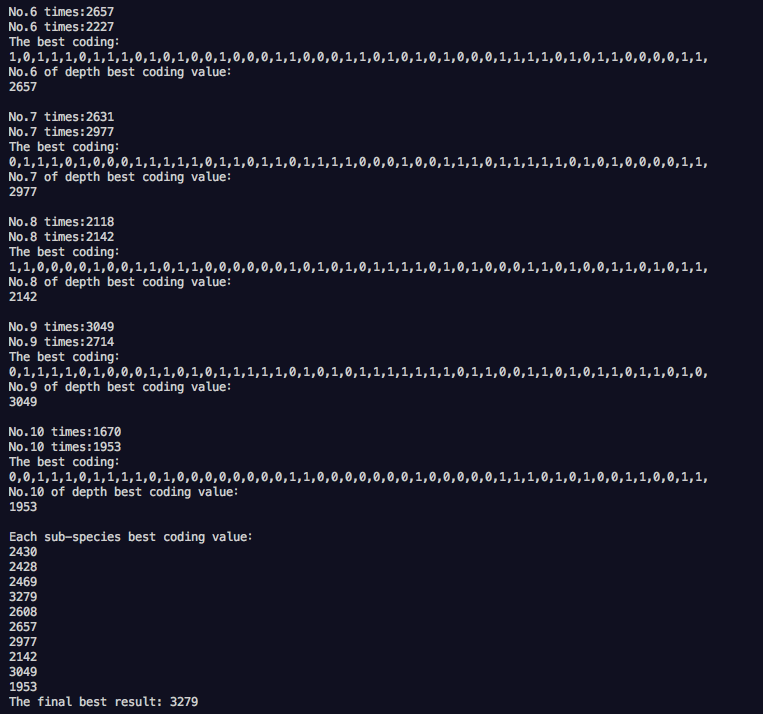 No.6 times:2657
No.6 times:2227
The best coding:
1,0,1,1,1,0,1,1,1,0,1,0,1,0,0,1,0,0,0,1,1,0,0,0,1,1,0,1,0,1,0,1,0,0,0,1,1,1,1,0,1,0,1,1,0,0,0,0,1,1,
No.6 of depth best coding value:
2657
No.7 times:2631
No.7 times:2977
The best coding:
0,1,1,1,0,1,0,0,0,1,1,1,1,1,0,1,1,0,1,1,0,1,1,1,1,0,0,0,1,0,0,1,1,1,0,1,1,1,1,1,0,1,0,1,0,0,0,0,1,1,
No.7 of depth best coding value:
2977
No.8 times:2118
No.8 times:2142
The best coding:
1,1,0,0,0,0,1,0,0,1,1,0,1,1,0,0,0,0,0,0,1,0,1,0,1,0,1,1,1,1,0,1,0,1,0,0,0,1,1,0,1,0,0,1,1,0,1,0,1,1,
No.8 of depth best coding value:
2142
No.9 times:3049
No.9 times:2714
The best coding:
0,1,1,1,1,0,1,0,0,0,1,1,0,1,0,1,1,1,1,1,0,1,0,1,0,1,1,1,1,1,1,1,0,1,1,0,0,1,1,0,1,0,1,1,0,1,1,0,1,0,
No.9 of depth best coding value:
3049
No.10 times:1670
No.10 times:1953
The best coding:
0,0,1,1,1,0,1,1,1,1,0,1,0,0,0,0,0,0,0,0,1,1,0,0,0,0,0,0,0,1,0,0,0,0,0,1,1,1,0,1,0,1,0,0,1,1,0,0,1,1,
No.10 of depth best coding value:
1953
Each sub-species best coding value:
2430
2428
2469
3279
2608
2657
2977
2142
3049
1953
The final best result: 3279